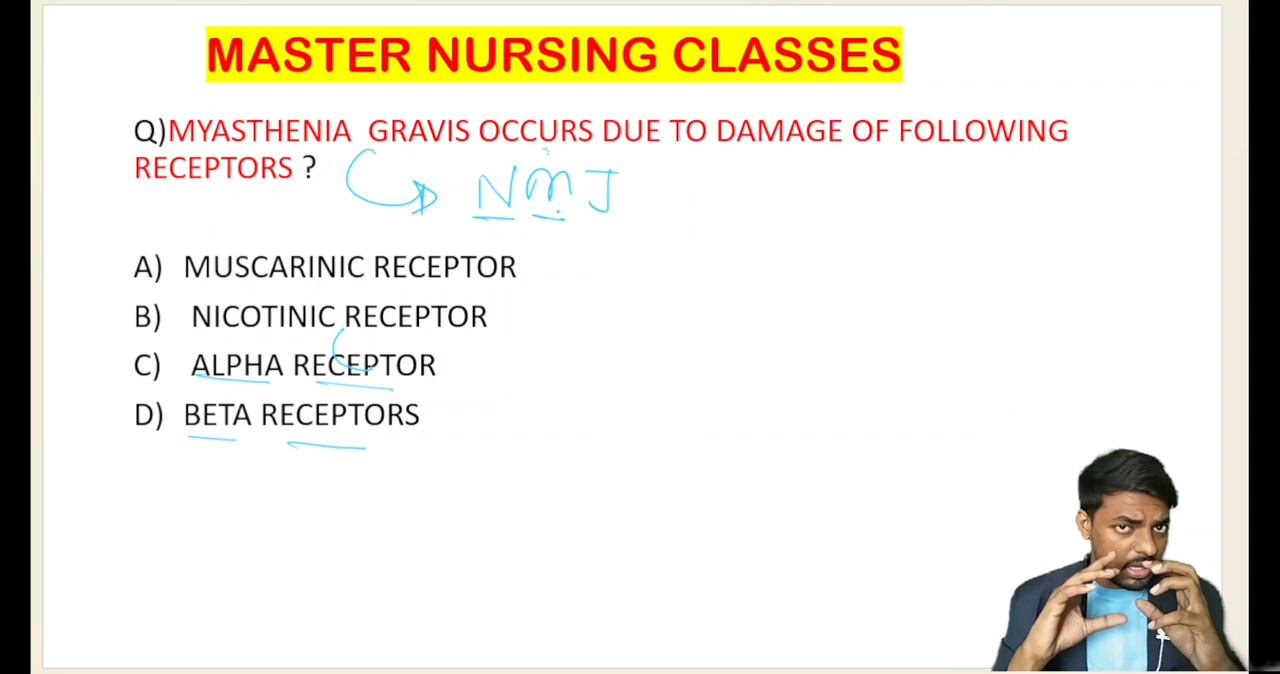 MASTER NURSING CLASSES
Q)MYASTHENIA GRAVIS OCCURS DUE TO DAMAGE OF FOLLOWING
RECEPTORS ?
NMJ
A) MUSCARINIC RECEPTOR
B) NICOTINIC RECEPTOR
C) ALPHA RECEPTOR
D) BETA RECEPTORS